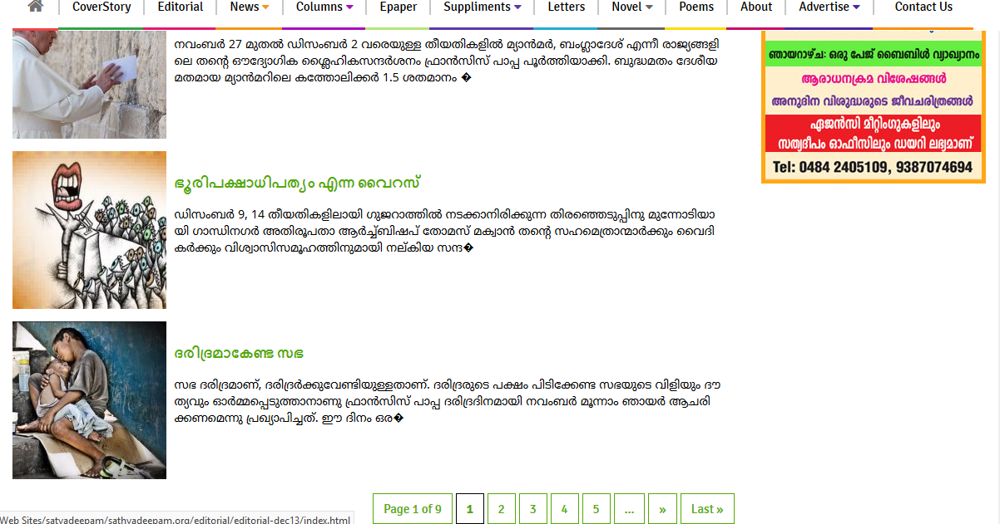 CoverStory Editorial News Columns Epaper Suppliments Letters Novel Poems About Advertise Contact Us
നവംബർ 27 മുതൽ ഡിസംബർ 2 വരെയുള്ള തീയതികളിൽ മ്യാൻമർ, ബംഗ്ലാദേശ് എന്നീ രാജ്യങ്ങളി
ലെ തന്റെ ഔദ്യോഗിക ശ്ലൈഹികസന്ദർശനം ഫ്രാൻസിസ് പാപ്പ പൂർത്തിയാക്കി. ബുദ്ധമതം ദേശീയ
മതമായ മ്യാൻമറിലെ കത്തോലിക്കർ 1.5 ശതമാനം �
ഭൂരിപക്ഷാധിപത്യം എന്ന വൈറസ്
ഡിസംബർ 9, 14 തീയതികളിലായി ഗുജറാത്തിൽ നടക്കാനിരിക്കുന്ന തിരഞ്ഞെടുപ്പിനു മുന്നോടിയാ
യി ഗാന്ധിനഗർ അതിരൂപതാ ആർച്ച്ബിഷപ് തോമസ് മക്വാൻ തന്റെ സഹമെത്രാന്മാർക്കും വൈദി
കർക്കും വിശ്വാസിസമൂഹത്തിനുമായി നല്കിയ സന്ദ�
ദരിദ്രമാകേണ്ട സഭ
സഭ ദരിദ്രമാണ്, ദരിദ്രർക്കുവേണ്ടിയുള്ളതാണ്. ദരിദ്രരുടെ പക്ഷം പിടിക്കേണ്ട സഭയുടെ വിളിയും ദൗ
ത്യവും ഓർമ്മപ്പെടുത്താനാണു ഫ്രാൻസിസ് പാപ്പ ദരിദ്രദിനമായി നവംബർ മൂന്നാം ഞായർ ആചരി
ക്കണമെന്നു പ്രഖ്യാപിച്ചത്. ഈ ദിനം ഒര�
ഞായറാഴ്ച: ഒരു പേജ് ബൈബിൾ വ്യാഖ്യാനം
ആരാധനക്രമ വിശേഷങ്ങൾ
അനുദിന വിശുദ്ധരുടെ ജീവചരിത്രങ്ങൾ
ഏജൻസി മീറ്റിംഗുകളിലും
സത്യദീപം ഓഫീസിലും ഡയറി ലഭ്യമാണ്
Tel: 0484 2405109, 9387074694
Page 1 of 9 1 2 3 4 5 ... » Last »
Web Sites/satyadeepam/sathyadeepam.org/editorial/editorial-dec13/index.html